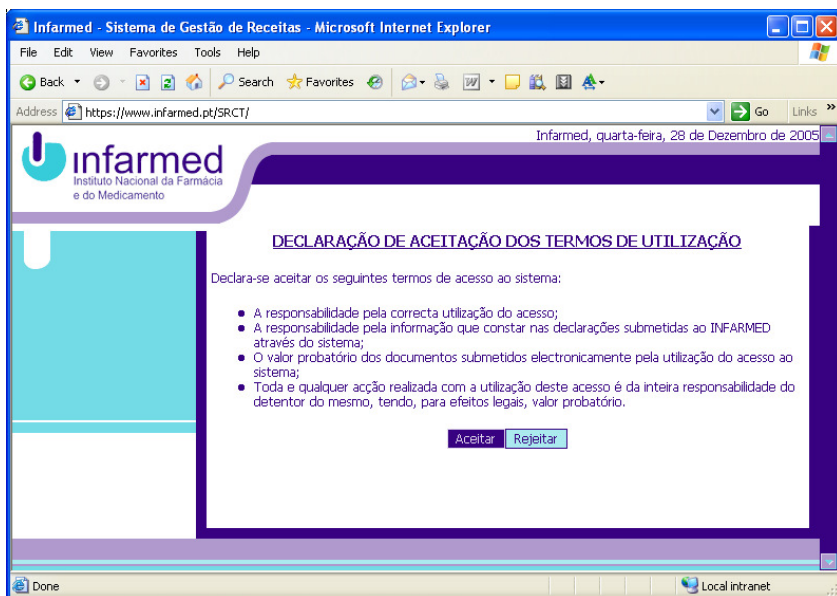 Infarmed - Sistema de Gestão de Receitas - Microsoft Internet Explorer
File Edit View Favorites Tools Help
Back Search Favorites
Address https://www.infarmed.pt/SRCT/ Go Links »
Infarmed, quarta-feira, 28 de Dezembro de 2005
infarmed
Instituto Nacional da Farmácia
e do Medicamento
DECLARAÇÃO DE ACEITAÇÃO DOS TERMOS DE UTILIZAÇÃO
Declara-se aceitar os seguintes termos de acesso ao sistema:
● A responsabilidade pela correcta utilização do acesso;
● A responsabilidade pela informação que constar nas declarações submetidas ao INFARMED
através do sistema;
● O valor probatório dos documentos submetidos electronicamente pela utilização do acesso ao
sistema;
● Toda e qualquer acção realizada com a utilização deste acesso é da inteira responsabilidade do
detentor do mesmo, tendo, para efeitos legais, valor probatório.
Aceitar Rejeitar
Done Local intranet